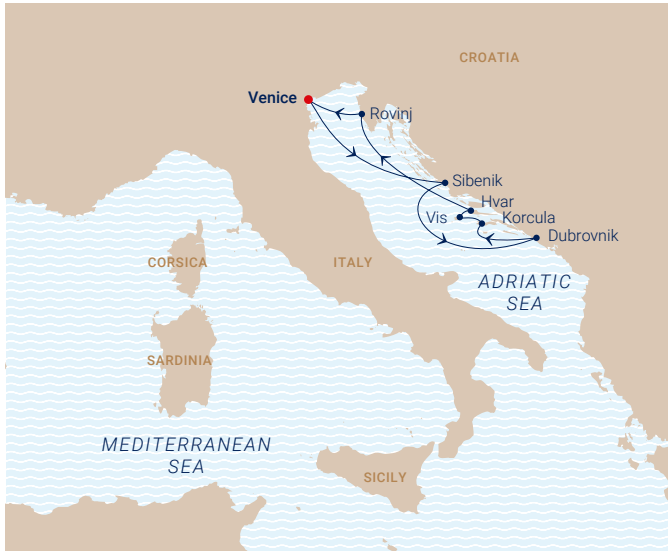 CROATIA
Venice
Rovinj
Sibenik
Hvar
Vis
Korcula
Dubrovnik
CORSICA
ITALY
ADRIATIC
SEA
SARDINIA
MEDITERRANEAN
SEA
SICILY